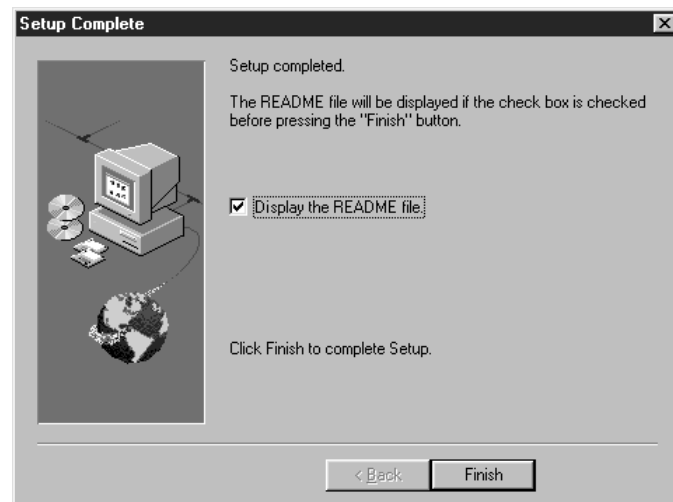 Setup Complete
Setup completed.
The README file will be displayed if the check box is checked
before pressing the "Finish" button.
Display the README file.
Click Finish to complete Setup.
< Back
Finish